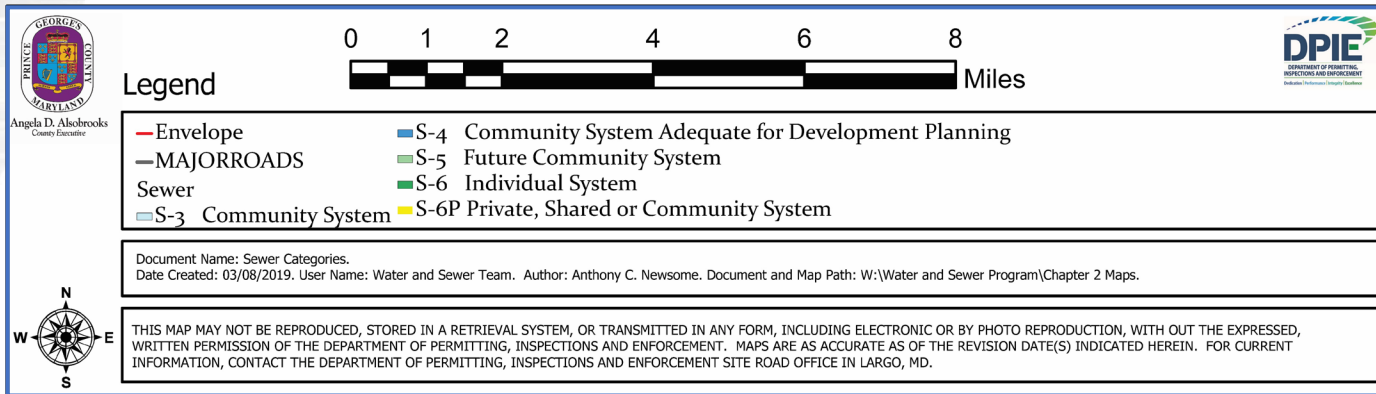 PRINCE GEORGE'S COUNTY
MARYLAND
Angela D. Alsobrooks
County Executive
Legend
0 1 2 4 6 8
Miles
DPIE
DEPARTMENT OF PERMITTING,
INSPECTIONS AND ENFORCEMENT
Dedication | Performance | Integrity | Excellence
Envelope
MAJORROADS
Sewer
S-3 Community System
S-4 Community System Adequate for Development Planning
S-5 Future Community System
S-6 Individual System
S-6P Private, Shared or Community System
Document Name: Sewer Categories.
Date Created: 03/08/2019. User Name: Water and Sewer Team. Author: Anthony C. Newsome. Document and Map Path: W:\Water and Sewer Program\Chapter 2 Maps.
N
W E
S
THIS MAP MAY NOT BE REPRODUCED, STORED IN A RETRIEVAL SYSTEM, OR TRANSMITTED IN ANY FORM, INCLUDING ELECTRONIC OR BY PHOTO REPRODUCTION, WITH OUT THE EXPRESSED,
WRITTEN PERMISSION OF THE DEPARTMENT OF PERMITTING, INSPECTIONS AND ENFORCEMENT. MAPS ARE AS ACCURATE AS OF THE REVISION DATE(S) INDICATED HEREIN. FOR CURRENT
INFORMATION, CONTACT THE DEPARTMENT OF PERMITTING, INSPECTIONS AND ENFORCEMENT SITE ROAD OFFICE IN LARGO, MD.